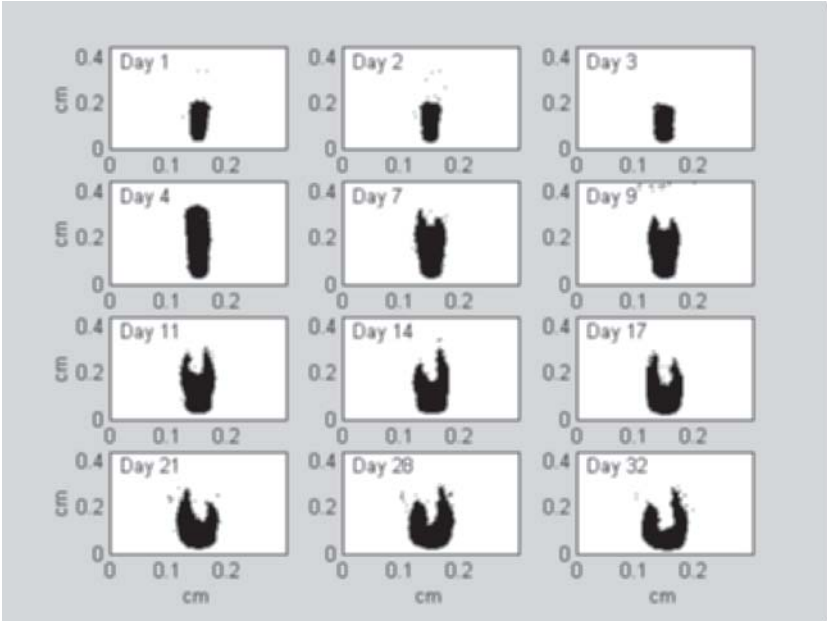 Day 1 Day 2 Day 3
0.4 0.4 0.4
cm 0.2 0.2 0.2
0 0 0
0 0.1 0.2 0 0.1 0.2 0 0.1 0.2
Day 4 Day 7 Day 9
0.4 0.4 0.4
cm 0.2 0.2 0.2
0 0 0
0 0.1 0.2 0 0.1 0.2 0 0.1 0.2
Day 11 Day 14 Day 17
0.4 0.4 0.4
cm 0.2 0.2 0.2
0 0 0
0 0.1 0.2 0 0.1 0.2 0 0.1 0.2
Day 21 Day 28 Day 32
0.4 0.4 0.4
cm 0.2 0.2 0.2
0 0 0
0 0.1 0.2 0 0.1 0.2 0 0.1 0.2
cm cm cm